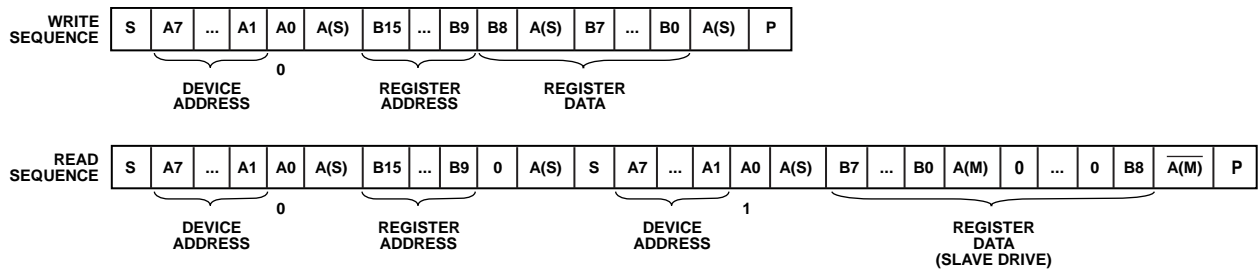 WRITE
SEQUENCE
S A7 ... A1 A0 A(S) B15 ... B9 B8 A(S) B7 ... B0 A(S) P
0
DEVICE
ADDRESS
REGISTER
ADDRESS
REGISTER
DATA
READ
SEQUENCE
S A7 ... A1 A0 A(S) B15 ... B9 0 A(S) S A7 ... A1 A0 A(S) B7 ... B0 A(M) 0 ... 0 B8 A̅(̅M̅)̅ P
0
1
DEVICE
ADDRESS
REGISTER
ADDRESS
DEVICE
ADDRESS
REGISTER
DATA
(SLAVE DRIVE)